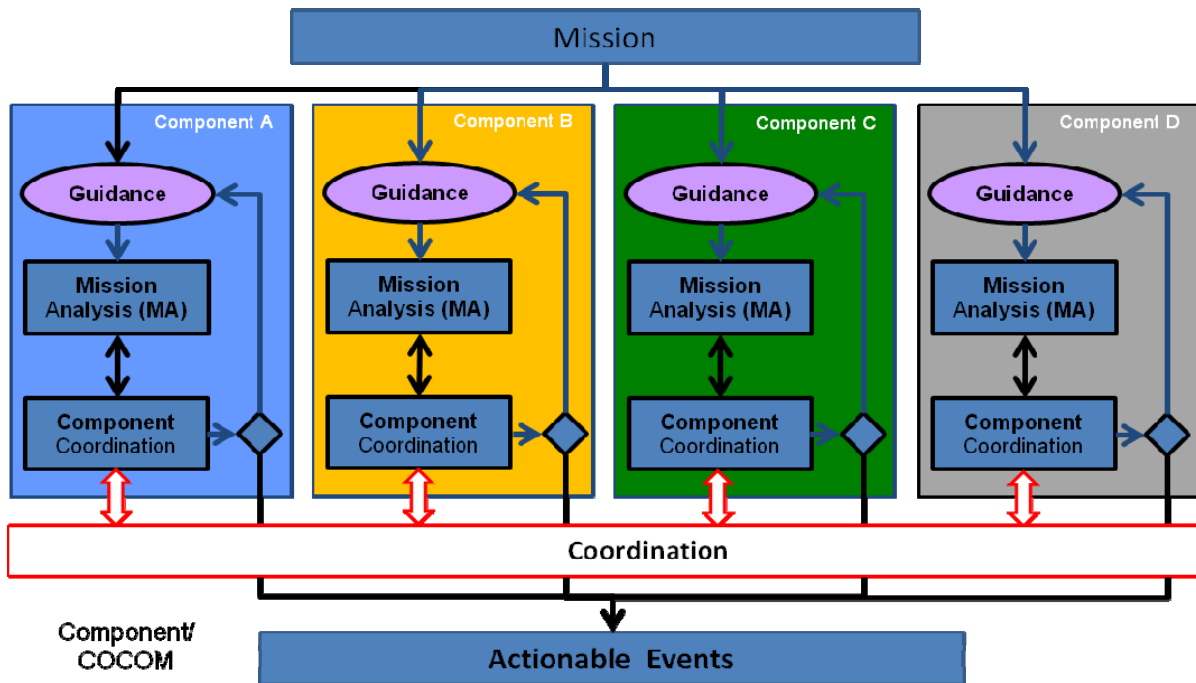 Mission
Component A
Component B
Component C
Component D
Guidance
Guidance
Guidance
Guidance
Mission
Analysis (MA)
Mission
Analysis (MA)
Mission
Analysis (MA)
Mission
Analysis (MA)
Component
Coordination
Component
Coordination
Component
Coordination
Component
Coordination
Coordination
Component/
COCOM
Actionable Events